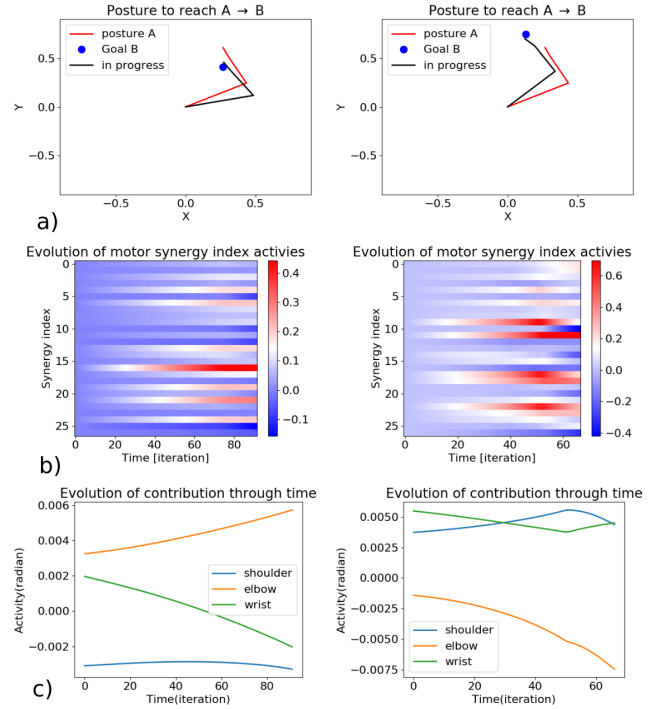 Posture to reach A → B
posture A
Goal B
in progress
0.5
0.0
−0.5
Y
−0.5
0.0
0.5
X
Posture to reach A → B
posture A
Goal B
in progress
0.5
0.0
−0.5
Y
−0.5
0.0
0.5
X
a)
Evolution of motor synergy index activies
0
5
10
15
20
25
Synergy index
0
20
40
60
80
Time [iteration]
0.4
0.3
0.2
0.1
0.0
−0.1
Evolution of motor synergy index activies
0
5
10
15
20
25
Synergy index
0
20
40
60
Time [iteration]
0.6
0.4
0.2
0.0
−0.2
−0.4
b)
Evolution of contribution through time
0.006
0.004
0.002
0.000
−0.002
Activity(radian)
shoulder
elbow
wrist
0
20
40
60
80
Time(iteration)
Evolution of contribution through time
0.0050
0.0025
0.0000
−0.0025
−0.0050
−0.0075
Activity(radian)
shoulder
elbow
wrist
0
20
40
60
Time(iteration)
c)